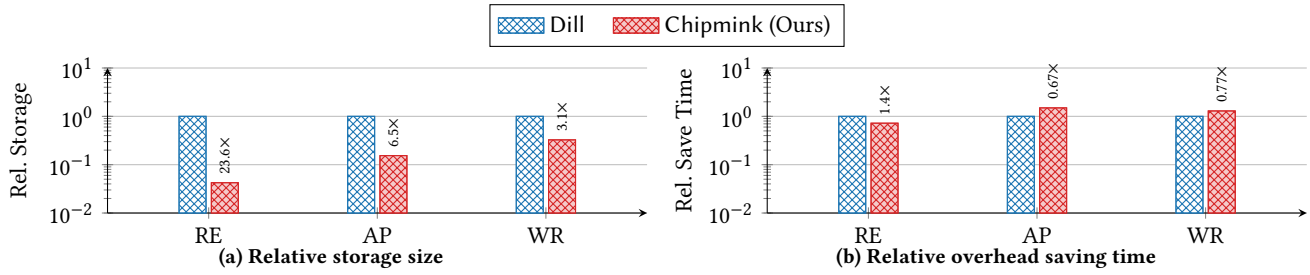 Dill Chipmink (Ours)
Rel. Storage
10^1
10^0
10^−1
10^−2
23.6×
6.5×
3.1×
RE AP WR
(a) Relative storage size
Rel. Save Time
10^1
10^0
10^−1
10^−2
1.4×
0.67×
0.77×
RE AP WR
(b) Relative overhead saving time